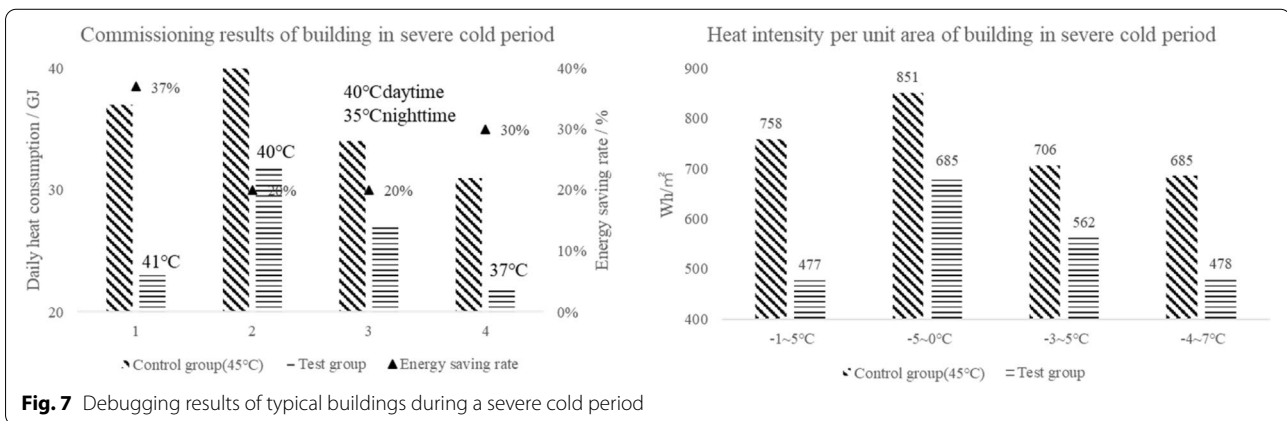 Commissioning results of building in severe cold period
Daily heat consumption / GJ
40
30
20
37%
40°Cdaytime
35°Cnighttime
30%
40°C
20%
20%
41°C
37°C
40%
30%
20%
10%
0%
Energy saving rate / %
1 2 3 4
Control group(45°C) Test group Energy saving rate
Heat intensity per unit area of building in severe cold period
Wh/㎡
900
800
700
600
500
400
758
477
851
685
706
562
685
478
-1~5°C -5~0°C -3~5°C -4~7°C
Control group(45°C) Test group
Fig. 7 Debugging results of typical buildings during a severe cold period